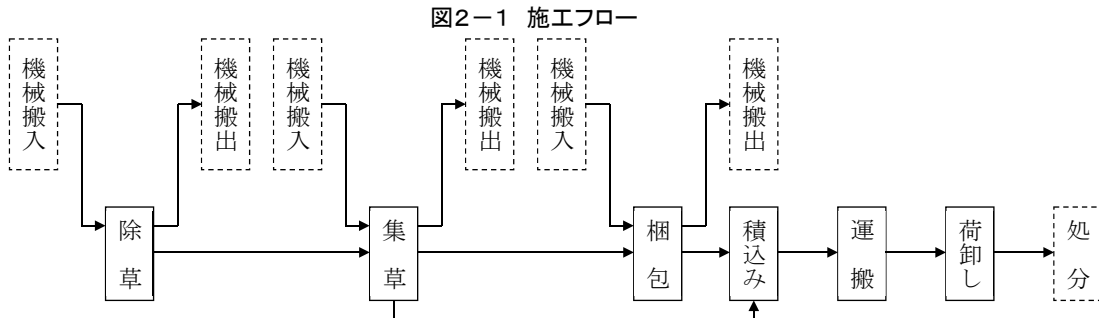 図2－1 施工フロー
機械搬入
機械搬出
機械搬入
機械搬出
機械搬入
機械搬出
除草
集草
梱包
積込み
運搬
荷卸し
処分